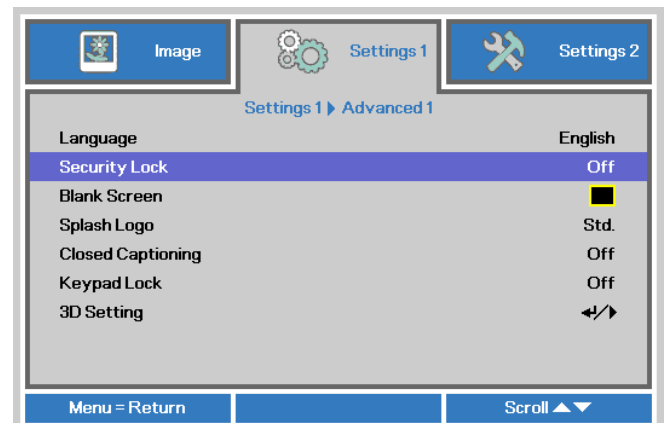 Image Settings 1 Settings 2
Settings 1 ▶ Advanced 1
Language English
Security Lock Off
Blank Screen
Splash Logo Std.
Closed Captioning Off
Keypad Lock Off
3D Setting ↵/▶
Menu = Return Scroll ▲▼